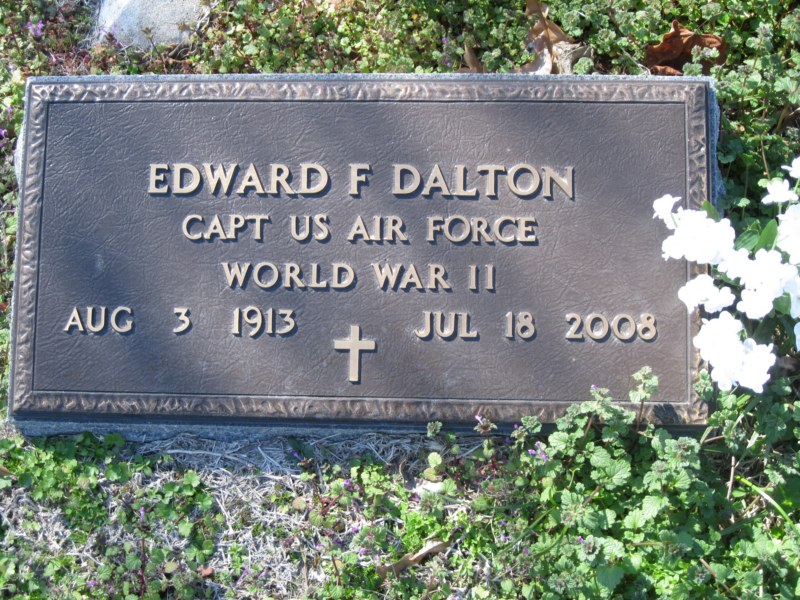 EDWARD F DALTON
CAPT US AIR FORCE
WORLD WAR II
AUG 3 1913 JUL 18 2008